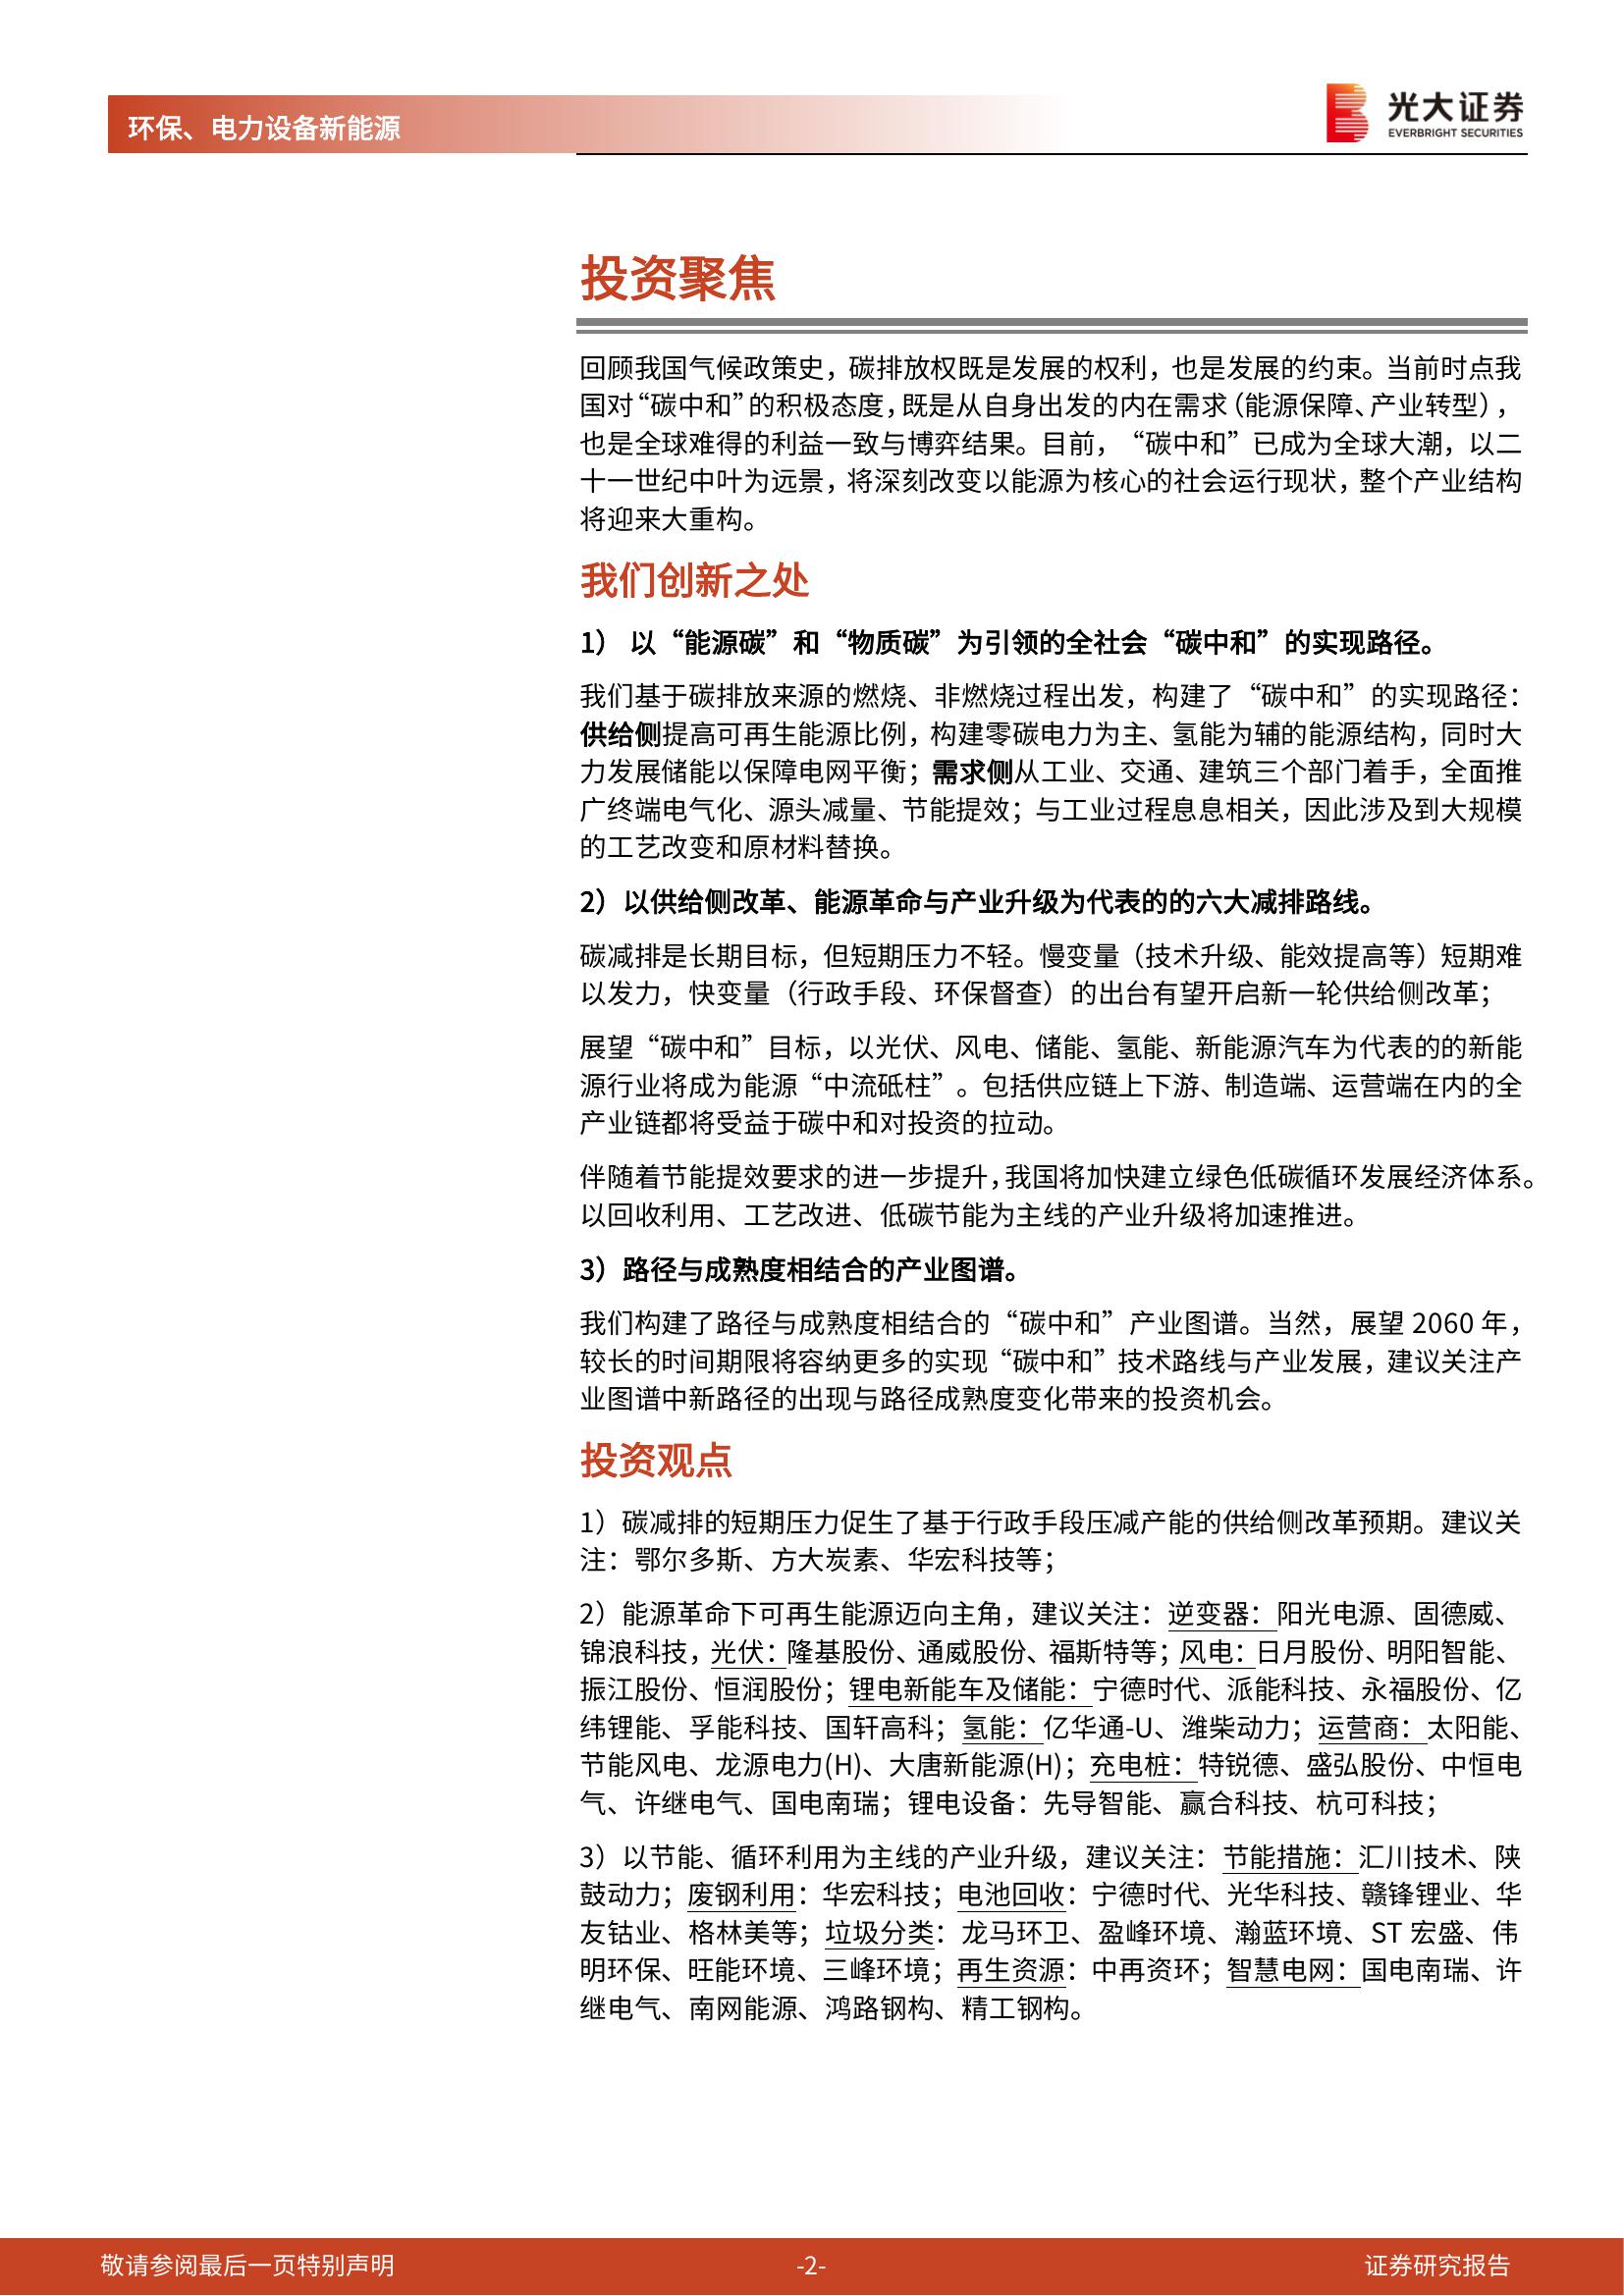 环保、电力设备新能源
光大证券
EVERBRIGHT SECURITIES
投资聚焦
回顾我国气候政策史，碳排放权既是发展的权利，也是发展的约束。当前时点我
国对“碳中和”的积极态度，既是从自身出发的内在需求（能源保障、产业转型），
也是全球难得的利益一致与博弈结果。目前，“碳中和”已成为全球大潮，以二
十一世纪中叶为远景，将深刻改变以能源为核心的社会运行现状，整个产业结构
将迎来大重构。
我们创新之处
1） 以“能源碳”和“物质碳”为引领的全社会“碳中和”的实现路径。
我们基于碳排放来源的燃烧、非燃烧过程出发，构建了“碳中和”的实现路径：
供给侧提高可再生能源比例，构建零碳电力为主、氢能为辅的能源结构，同时大
力发展储能以保障电网平衡；需求侧从工业、交通、建筑三个部门着手，全面推
广终端电气化、源头减量、节能提效；与工业过程息息相关，因此涉及到大规模
的工艺改变和原材料替换。
2）以供给侧改革、能源革命与产业升级为代表的的六大减排路线。
碳减排是长期目标，但短期压力不轻。慢变量（技术升级、能效提高等）短期难
以发力，快变量（行政手段、环保督查）的出台有望开启新一轮供给侧改革；
展望“碳中和”目标，以光伏、风电、储能、氢能、新能源汽车为代表的的新能
源行业将成为能源“中流砥柱”。包括供应链上下游、制造端、运营端在内的全
产业链都将受益于碳中和对投资的拉动。
伴随着节能提效要求的进一步提升，我国将加快建立绿色低碳循环发展经济体系。
以回收利用、工艺改进、低碳节能为主线的产业升级将加速推进。
3）路径与成熟度相结合的产业图谱。
我们构建了路径与成熟度相结合的“碳中和”产业图谱。当然，展望 2060 年，
较长的时间期限将容纳更多的实现“碳中和”技术路线与产业发展，建议关注产
业图谱中新路径的出现与路径成熟度变化带来的投资机会。
投资观点
1）碳减排的短期压力促生了基于行政手段压减产能的供给侧改革预期。建议关
注：鄂尔多斯、方大炭素、华宏科技等；
2）能源革命下可再生能源迈向主角，建议关注：逆变器：阳光电源、固德威、
锦浪科技，光伏：隆基股份、通威股份、福斯特等；风电：日月股份、明阳智能、
振江股份、恒润股份；锂电新能车及储能：宁德时代、派能科技、永福股份、亿
纬锂能、孚能科技、国轩高科；氢能：亿华通-U、潍柴动力；运营商：太阳能、
节能风电、龙源电力(H)、大唐新能源(H)；充电桩：特锐德、盛弘股份、中恒电
气、许继电气、国电南瑞；锂电设备：先导智能、赢合科技、杭可科技；
3）以节能、循环利用为主线的产业升级，建议关注：节能措施：汇川技术、陕
鼓动力；废钢利用：华宏科技；电池回收：宁德时代、光华科技、赣锋锂业、华
友钴业、格林美等；垃圾分类：龙马环卫、盈峰环境、瀚蓝环境、ST 宏盛、伟
明环保、旺能环境、三峰环境；再生资源：中再资环；智慧电网：国电南瑞、许
继电气、南网能源、鸿路钢构、精工钢构。
敬请参阅最后一页特别声明
-2-
证券研究报告